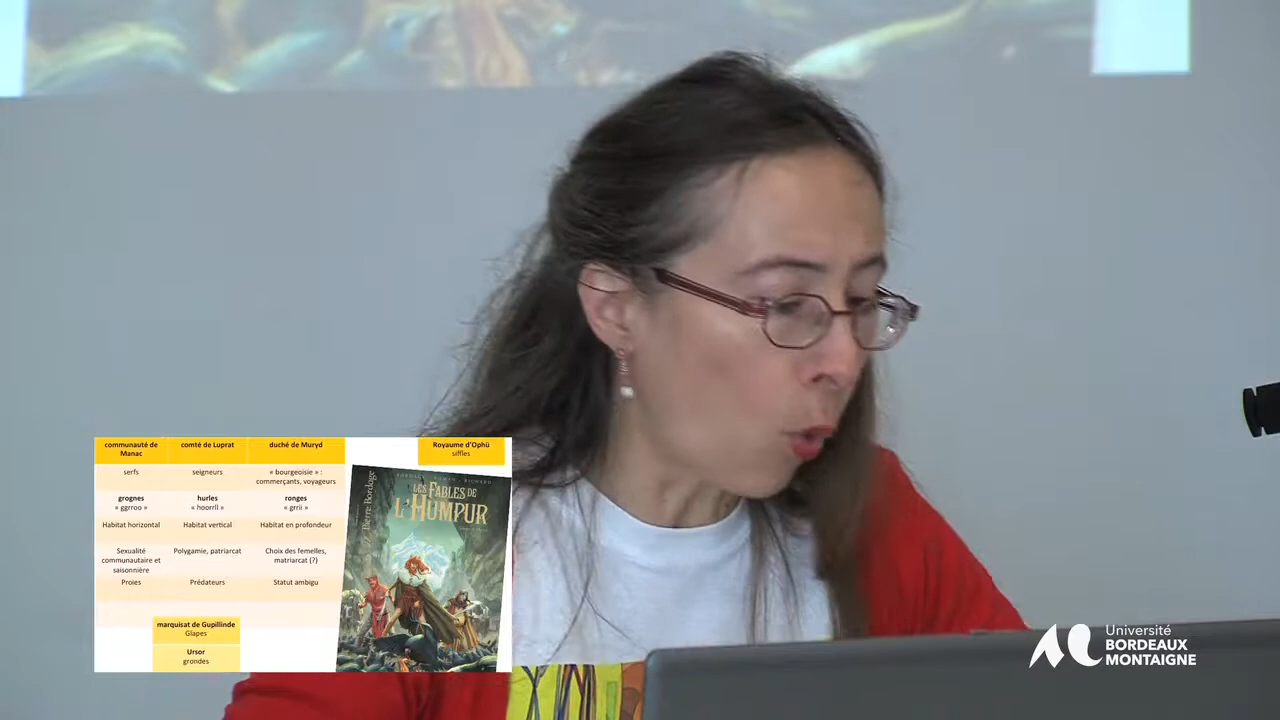 communauté de
Manac
comté de Luprat
duché de Muryd
Royaume d'Ophü
siffles
serfs
seigneurs
« bourgeoisie » :
commerçants, voyageurs
grognes
« ggrroo »
hurles
« hoorrll »
ronges
« grrii »
Habitat horizontal
Habitat vertical
Habitat en profondeur
Sexualité
communautaire et
saisonnière
Polygamie, patriarcat
Choix des femelles,
matriarcat (?)
Proies
Prédateurs
Statut ambigu
marquisat de Gupillinde
Glapes
Ursor
grondes
Pierre Bordage
LES FABLES DE
L'HUMPUR
Université
BORDEAUX
MONTAIGNE